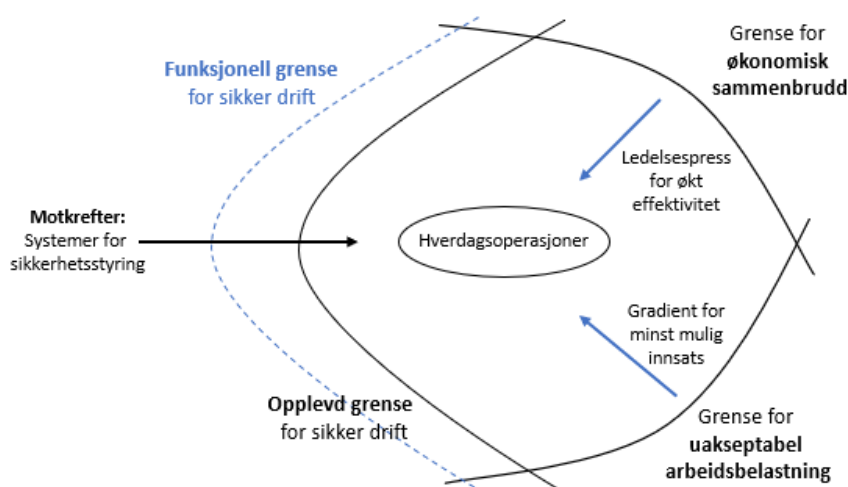 Grense for
økonomisk
sammenbrudd
Funksjonell grense
for sikker drift
Ledelsespress
for økt
effektivitet
Motkrefter:
Systemer for
sikkerhetsstyring
Hverdagsoperasjoner
Gradient for
minst mulig
innsats
Opplevd grense
for sikker drift
Grense for
uakseptabel
arbeidsbelastning